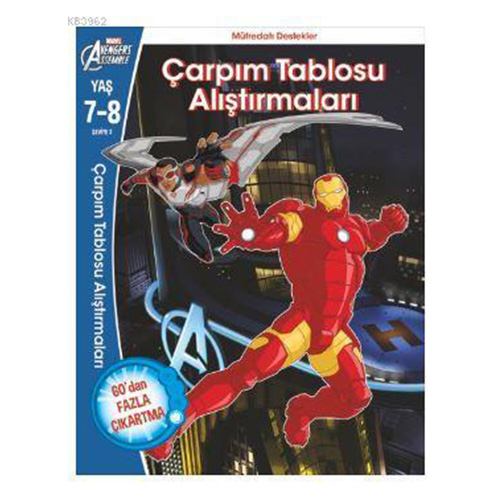 KB3962
Müfredatı Destekler
MARVEL
AVENGERS
ASSEMBLE
Çarpım Tablosu
Alıştırmaları
YAŞ
7-8
Çarpım Tablosu Alıştırmaları
60'dan
FAZLA
ÇIKARTMA
H